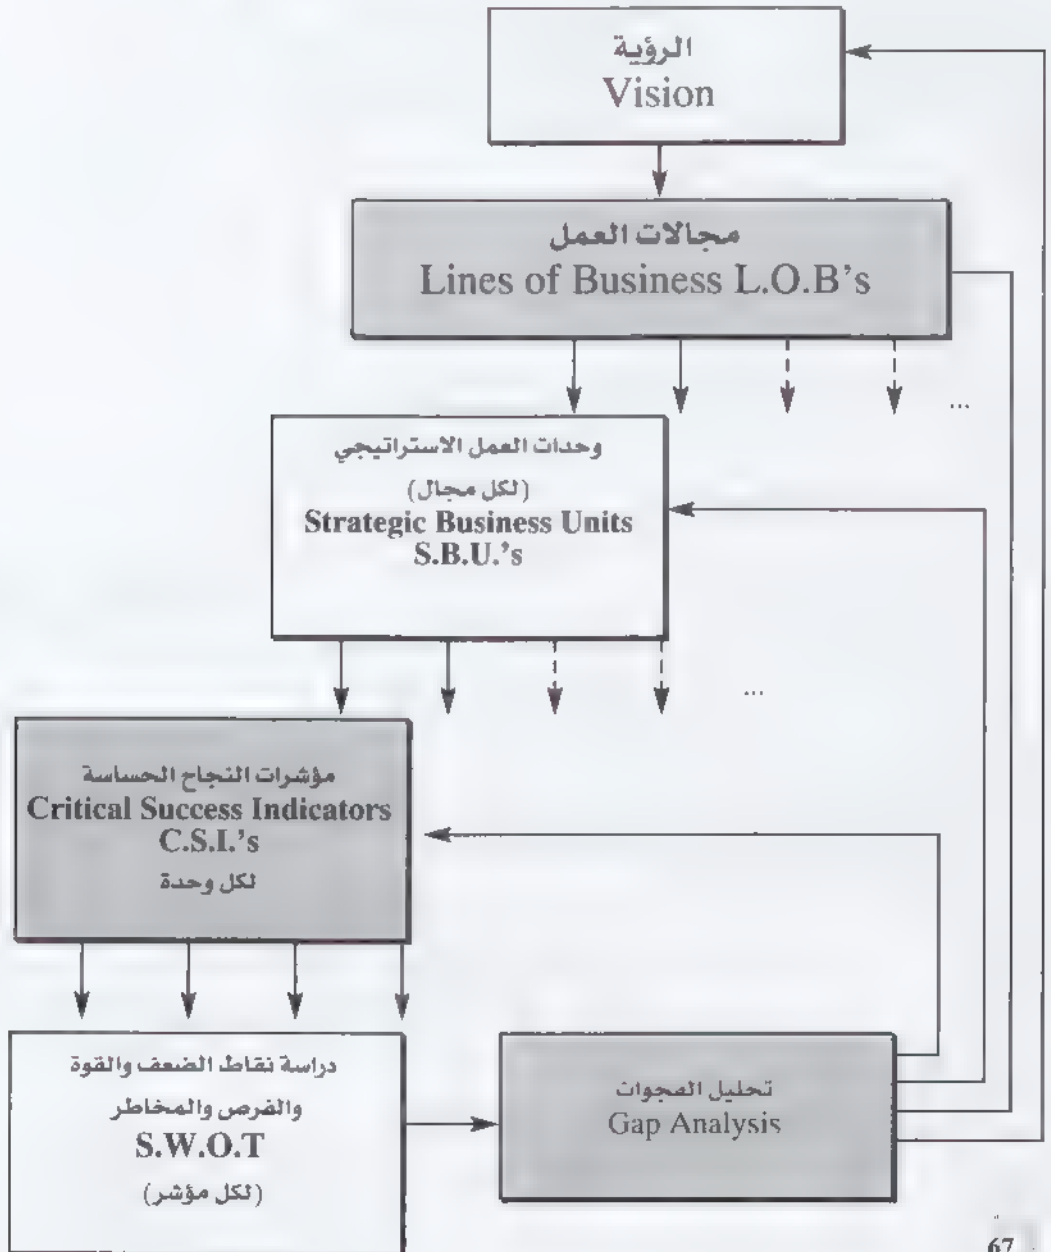 الرؤية
Vision
مجالات العمل
Lines of Business L.O.B's
...
وحدات العمل الاستراتيجي
(لكل مجال)
Strategic Business Units
S.B.U.'s
...
مؤشرات النجاح الحساسة
Critical Success Indicators
C.S.I.'s
لكل وحدة
دراسة نقاط الضعف والقوة
والفرص والمخاطر
S.W.O.T
(لكل مؤشر)
تحليل الفجوات
Gap Analysis
67